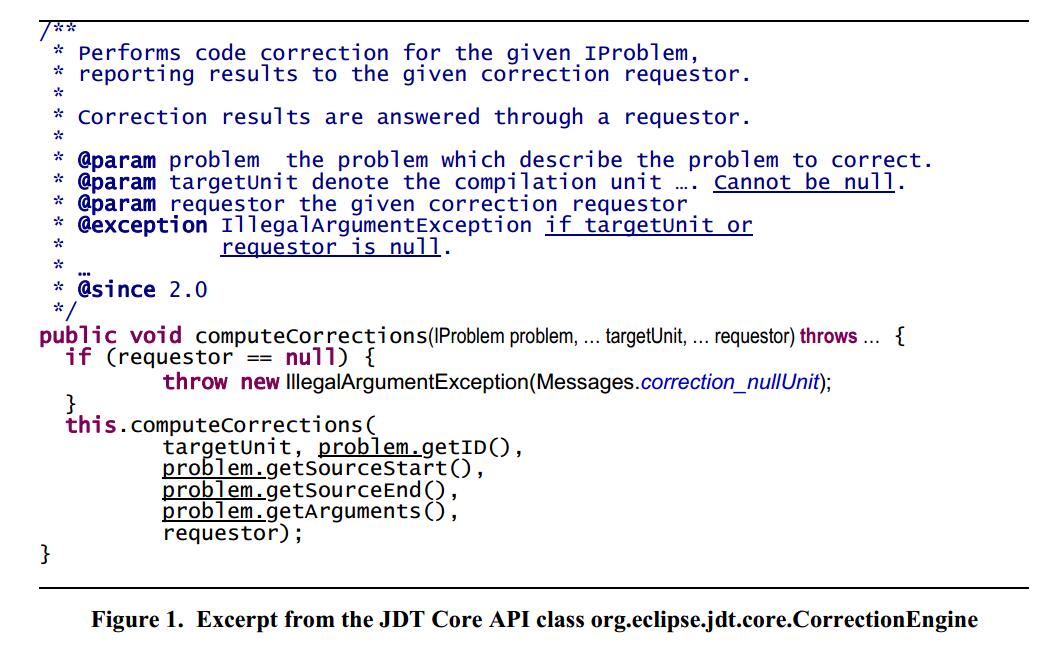 /**
 * Performs code correction for the given IProblem,
 * reporting results to the given correction requestor.
 *
 * Correction results are answered through a requestor.
 *
 * @param problem  the problem which describe the problem to correct.
 * @param targetUnit denote the compilation unit …. Cannot be null.
 * @param requestor the given correction requestor
 * @exception IllegalArgumentException if targetUnit or
 *            requestor is null.
 * …
 * @since 2.0
 */
public void computeCorrections(IProblem problem, … targetUnit, … requestor) throws … {
  if (requestor == null) {
         throw new IllegalArgumentException(Messages.correction_nullUnit);
  }
  this.computeCorrections(
         targetUnit, problem.getID(),
         problem.getSourceStart(),
         problem.getSourceEnd(),
         problem.getArguments(),
         requestor);
}
Figure 1.  Excerpt from the JDT Core API class org.eclipse.jdt.core.CorrectionEngine